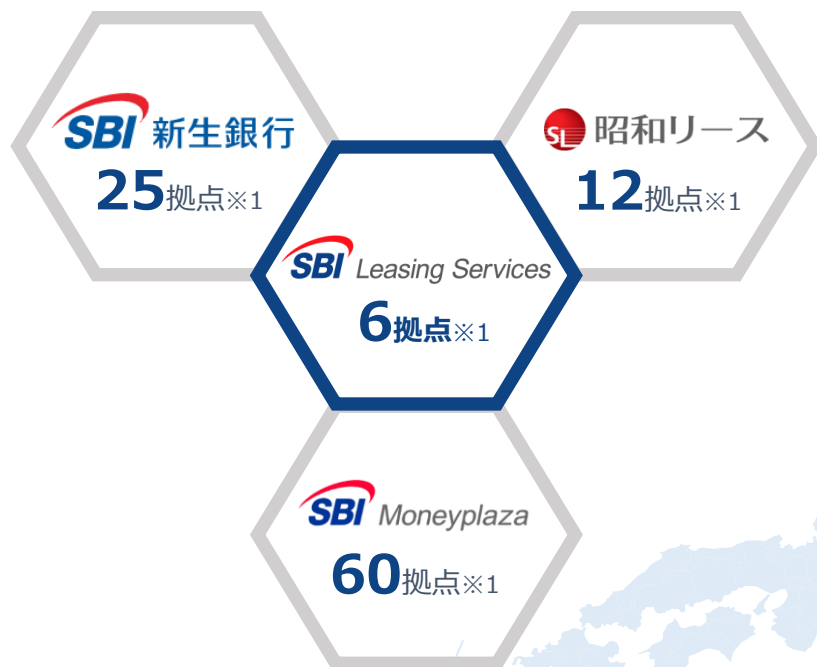 SBI 新生銀行
25拠点※1
SL 昭和リース
12拠点※1
SBI Leasing Services
6拠点※1
SBI Moneyplaza
60拠点※1